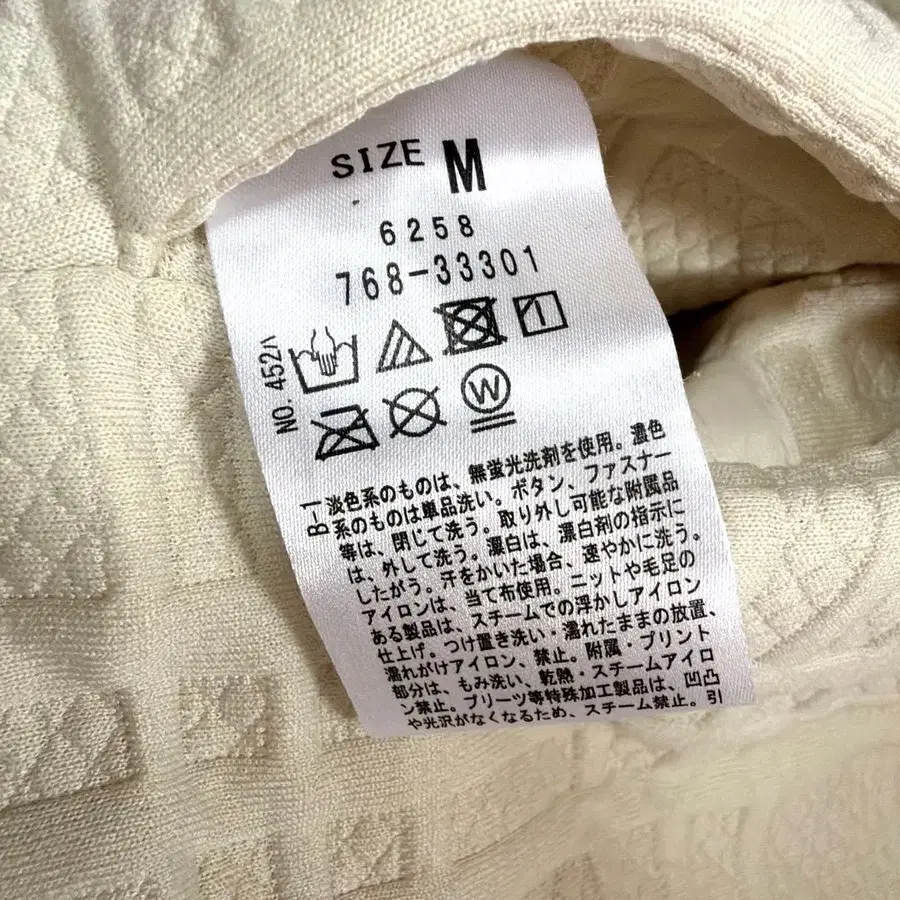 SIZE M
6258
768-33301
NO. 452ハ
W
B-1
淡色系のものは、無蛍光洗剤を使用。濃色
系のものは単品洗い。ボタン、ファスナー
等は、閉じて洗う。取り外し可能な附属品
は、外して洗う。漂白は、漂白剤の指示に
したがう。汗をかいた場合、速やかに洗う。
アイロンは、当て布使用。ニットや毛足の
ある製品は、スチームでの浮かしアイロン
仕上げ。つけ置き洗い・濡れたままの放置、
濡れがけアイロン、禁止。附属・プリント
部分は、もみ洗い、乾熱・スチームアイロ
ン禁止。プリーツ等特殊加工製品は、凹凸
や光沢がなくなるため、スチーム禁止。引